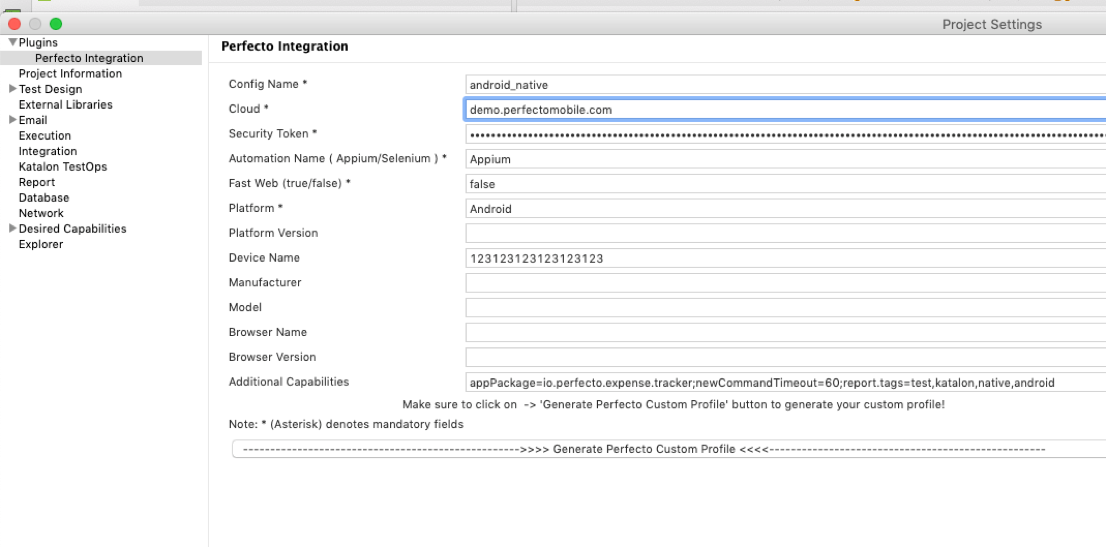 Project Settings
Plugins
Perfecto Integration
Project Information
Test Design
External Libraries
Email
Execution
Integration
Katalon TestOps
Report
Database
Network
Desired Capabilities
Explorer
Perfecto Integration
Config Name * android_native
Cloud * demo.perfectomobile.com
Security Token *
Automation Name ( Appium/Selenium ) * Appium
Fast Web (true/false) * false
Platform * Android
Platform Version
Device Name 123123123123123123
Manufacturer
Model
Browser Name
Browser Version
Additional Capabilities appPackage=io.perfecto.expense.tracker;newCommandTimeout=60;report.tags=test,katalon,native,android
Make sure to click on -> 'Generate Perfecto Custom Profile' button to generate your custom profile!
Note: * (Asterisk) denotes mandatory fields
--------------------------------------------------->>>> Generate Perfecto Custom Profile <<<<---------------------------------------------------